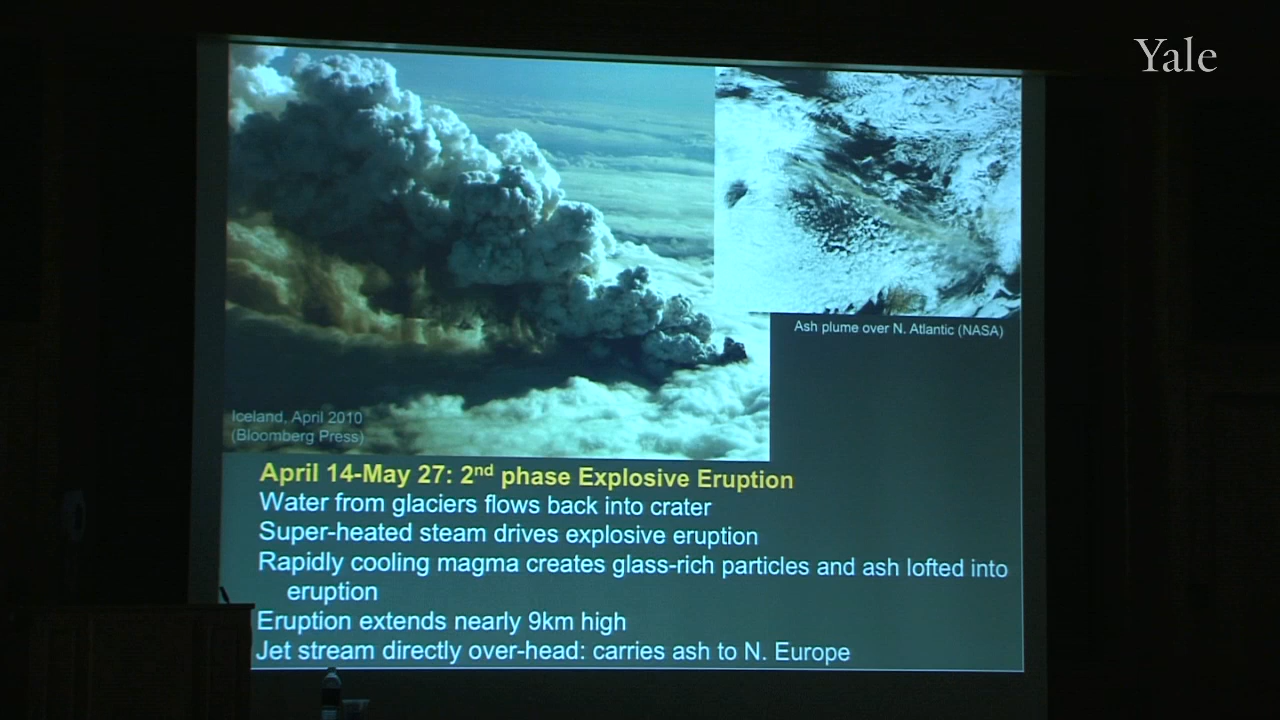 Yale
Ash plume over N. Atlantic (NASA)
Iceland, April 2010
(Bloomberg Press)
April 14-May 27: 2nd phase Explosive Eruption
Water from glaciers flows back into crater
Super-heated steam drives explosive eruption
Rapidly cooling magma creates glass-rich particles and ash lofted into
eruption
Eruption extends nearly 9km high
Jet stream directly over-head: carries ash to N. Europe